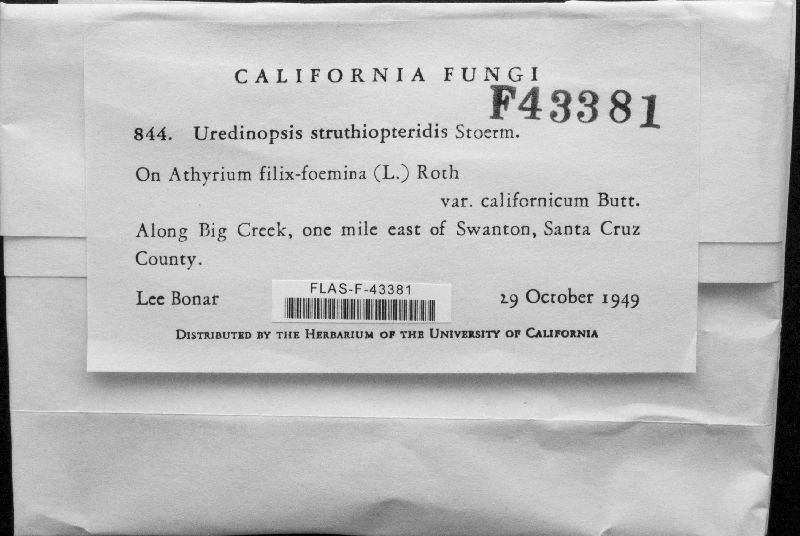 CALIFORNIA FUNGI
F43381
844. Uredinopsis struthiopteridis Stoerm.
On Athyrium filix-foemina (L.) Roth
var. californicum Butt.
Along Big Creek, one mile east of Swanton, Santa Cruz
County.
FLAS-F-43381
Lee Bonar 29 October 1949
DISTRIBUTED BY THE HERBARIUM OF THE UNIVERSITY OF CALIFORNIA